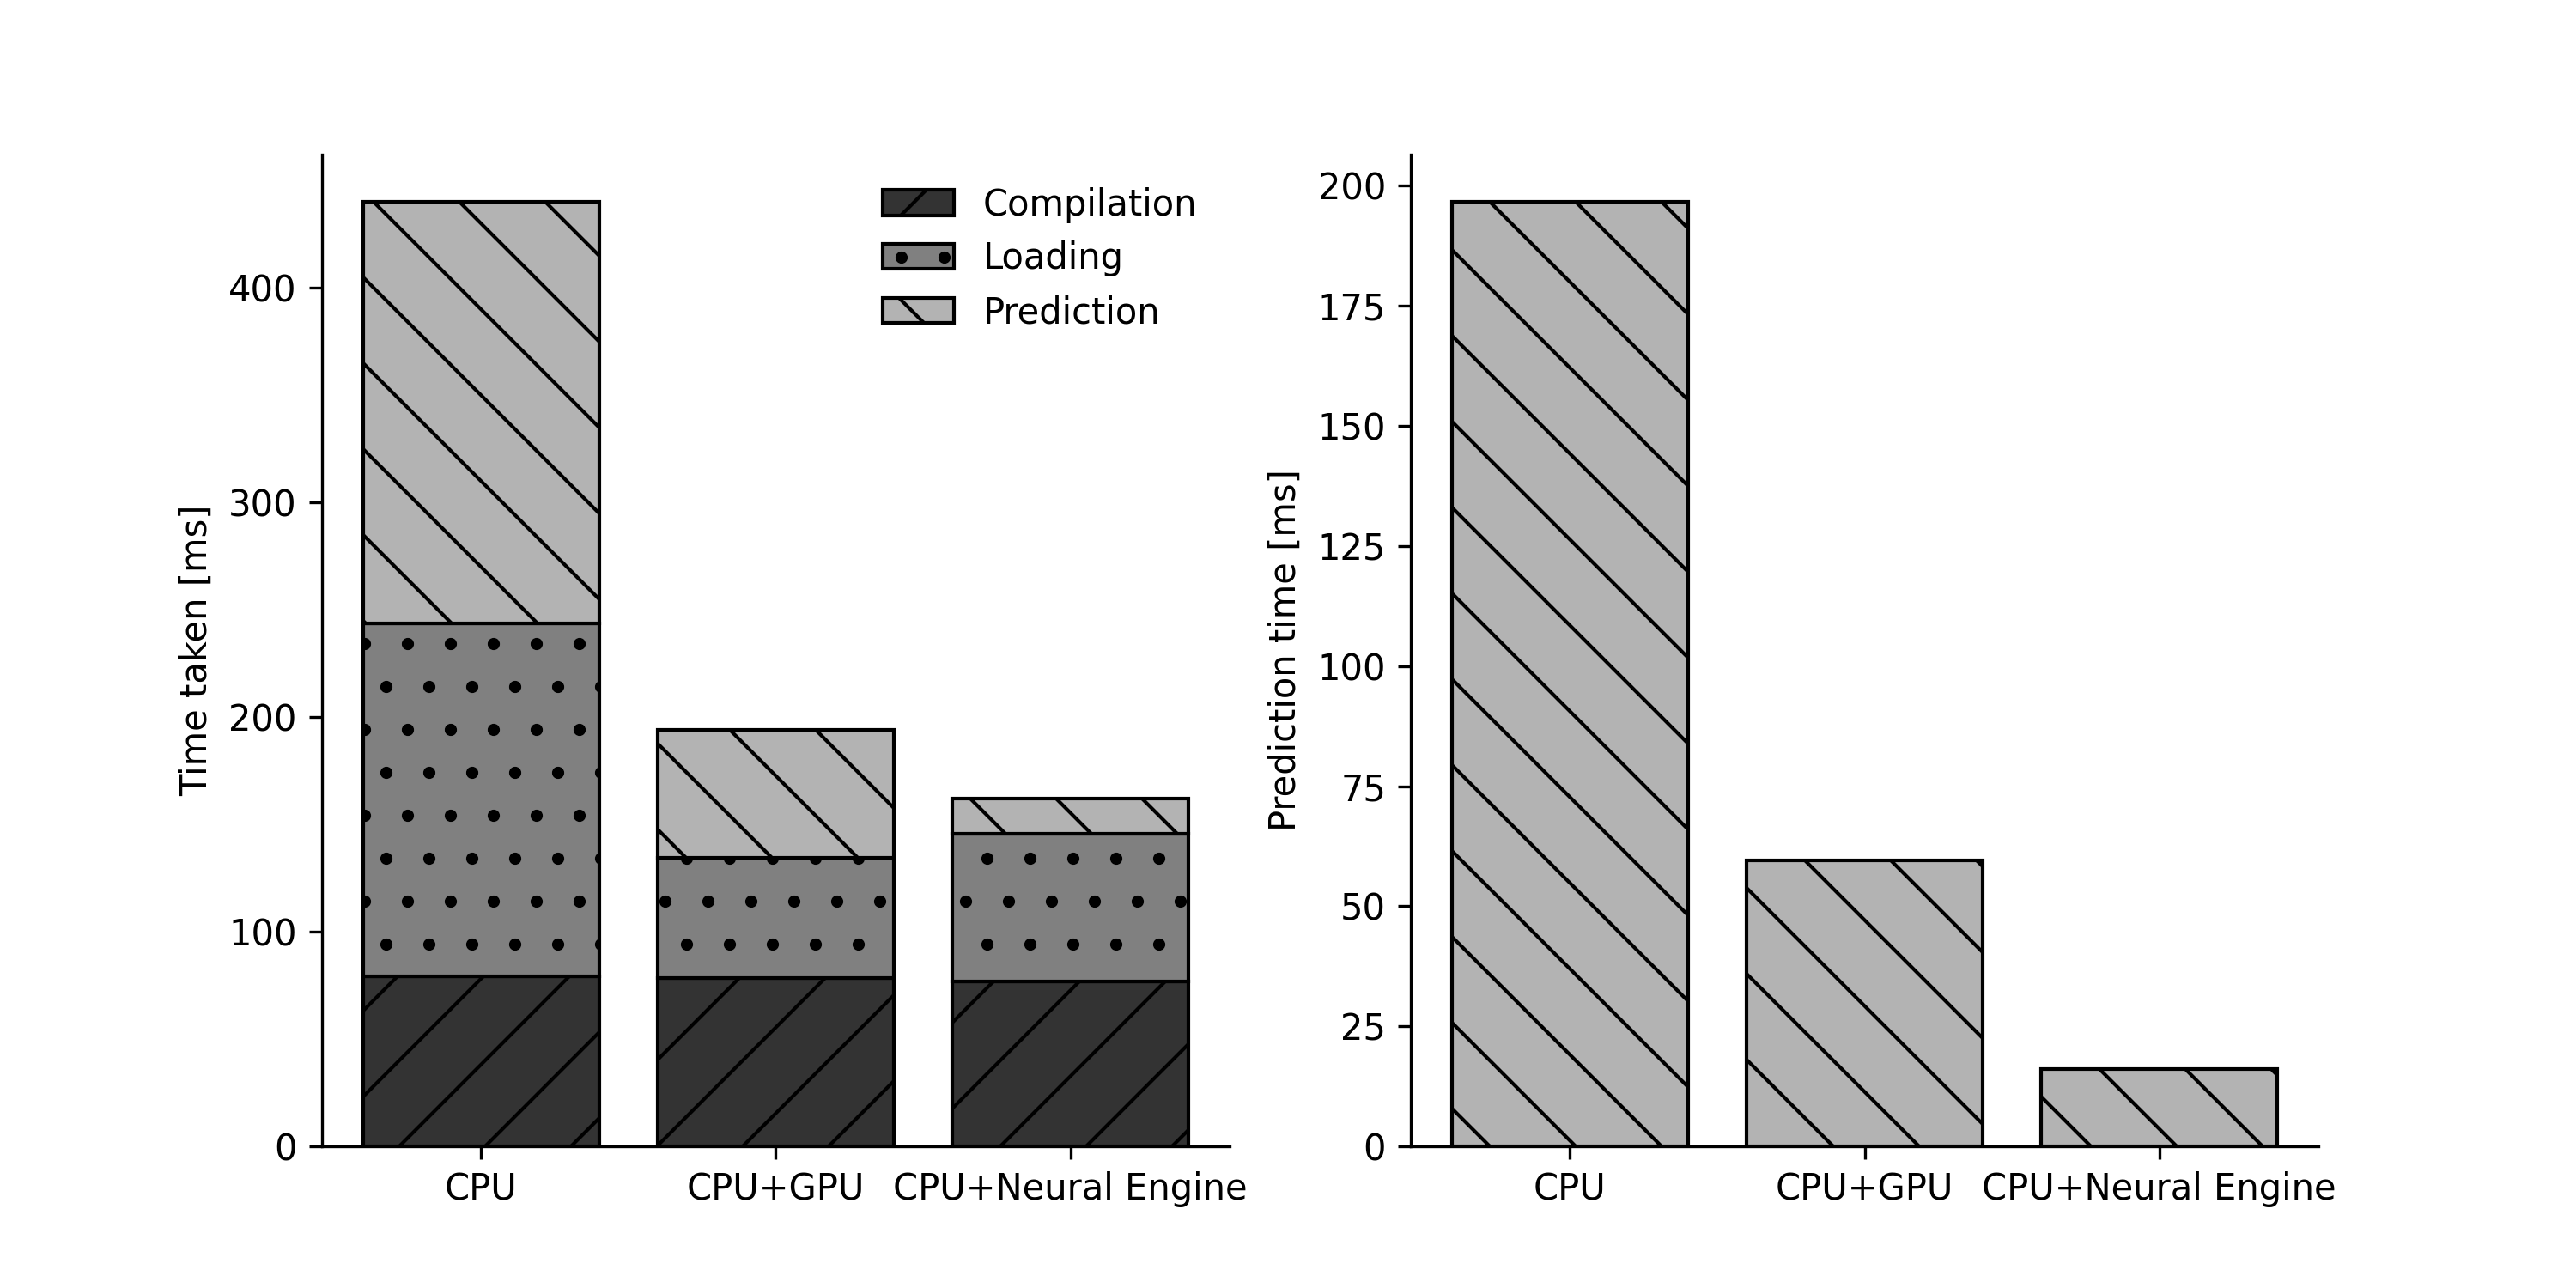 Time taken [ms]
400
300
200
100
0
CPU
CPU+GPU
CPU+Neural Engine
Compilation
Loading
Prediction
Prediction time [ms]
200
175
150
125
100
75
50
25
0
CPU
CPU+GPU
CPU+Neural Engine